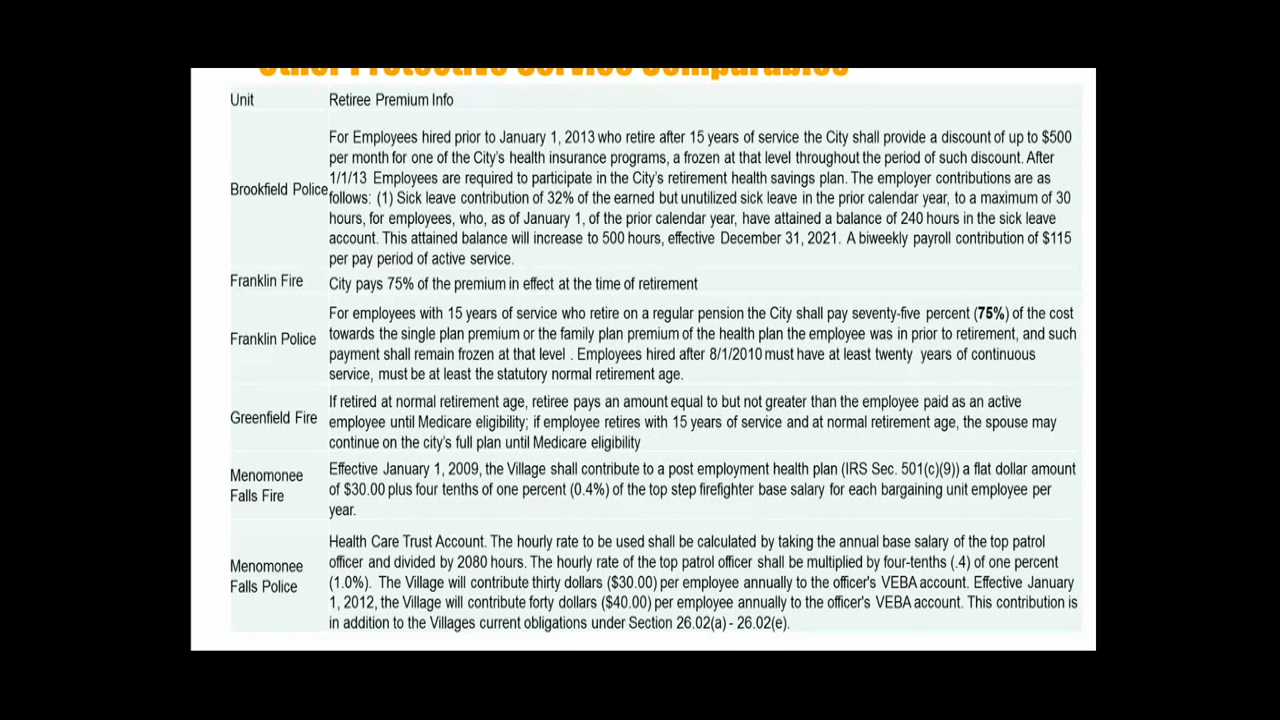 Other Protective Service Comparables
Unit
Retiree Premium Info
Brookfield Police
For Employees hired prior to January 1, 2013 who retire after 15 years of service the City shall provide a discount of up to $500
per month for one of the City's health insurance programs, a frozen at that level throughout the period of such discount. After
1/1/13 Employees are required to participate in the City's retirement health savings plan. The employer contributions are as
follows: (1) Sick leave contribution of 32% of the earned but unutilized sick leave in the prior calendar year, to a maximum of 30
hours, for employees, who, as of January 1, of the prior calendar year, have attained a balance of 240 hours in the sick leave
account. This attained balance will increase to 500 hours, effective December 31, 2021. A biweekly payroll contribution of $115
per pay period of active service.
Franklin Fire
City pays 75% of the premium in effect at the time of retirement
Franklin Police
For employees with 15 years of service who retire on a regular pension the City shall pay seventy-five percent (75%) of the cost
towards the single plan premium or the family plan premium of the health plan the employee was in prior to retirement, and such
payment shall remain frozen at that level . Employees hired after 8/1/2010 must have at least twenty years of continuous
service, must be at least the statutory normal retirement age.
Greenfield Fire
If retired at normal retirement age, retiree pays an amount equal to but not greater than the employee paid as an active
employee until Medicare eligibility; if employee retires with 15 years of service and at normal retirement age, the spouse may
continue on the city's full plan until Medicare eligibility
Menomonee
Falls Fire
Effective January 1, 2009, the Village shall contribute to a post employment health plan (IRS Sec. 501(c)(9)) a flat dollar amount
of $30.00 plus four tenths of one percent (0.4%) of the top step firefighter base salary for each bargaining unit employee per
year.
Menomonee
Falls Police
Health Care Trust Account. The hourly rate to be used shall be calculated by taking the annual base salary of the top patrol
officer and divided by 2080 hours. The hourly rate of the top patrol officer shall be multiplied by four-tenths (.4) of one percent
(1.0%). The Village will contribute thirty dollars ($30.00) per employee annually to the officer's VEBA account. Effective January
1, 2012, the Village will contribute forty dollars ($40.00) per employee annually to the officer's VEBA account. This contribution is
in addition to the Villages current obligations under Section 26.02(a) - 26.02(e).